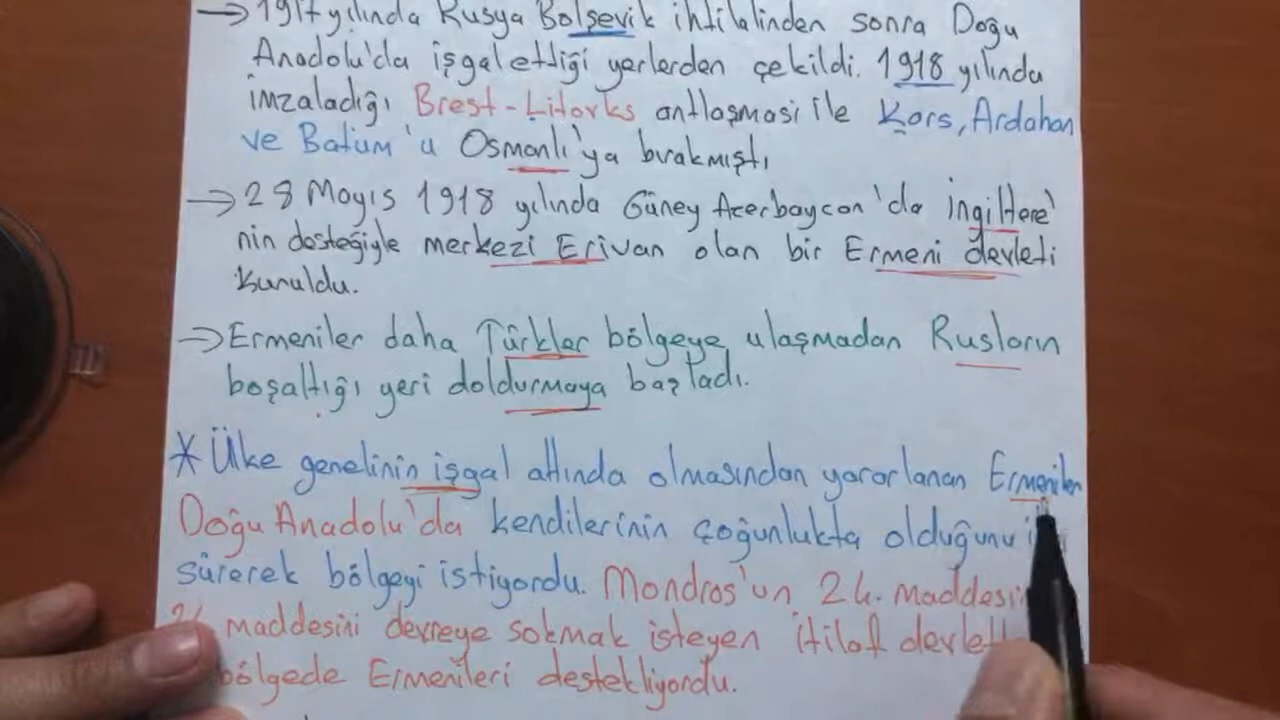 → 1917 yılında Rusya Bolşevik ihtilalinden sonra Doğu
Anadolu'da işgal ettiği yerlerden çekildi. 1918 yılında
imzaladığı Brest-Litovks antlaşması ile Kars, Ardahan
ve Batum'u Osmanlı'ya bırakmıştı
→ 28 Mayıs 1918 yılında Güney Azerbaycan'da İngiltere'
nin desteğiyle merkezi Erivan olan bir Ermeni devleti
kuruldu.
→ Ermeniler daha Türkler bölgeye ulaşmadan Rusların
boşalttığı yeri doldurmaya başladı.
* Ülke genelinin işgal altında olmasından yararlanan Ermeniler
Doğu Anadolu'da kendilerinin çoğunlukta olduğunu
sürerek bölgeyi istiyordu. Mondros'un 24. maddesi
maddesini devreye sokmak isteyen itilaf
bölgede Ermenileri destekliyordu.